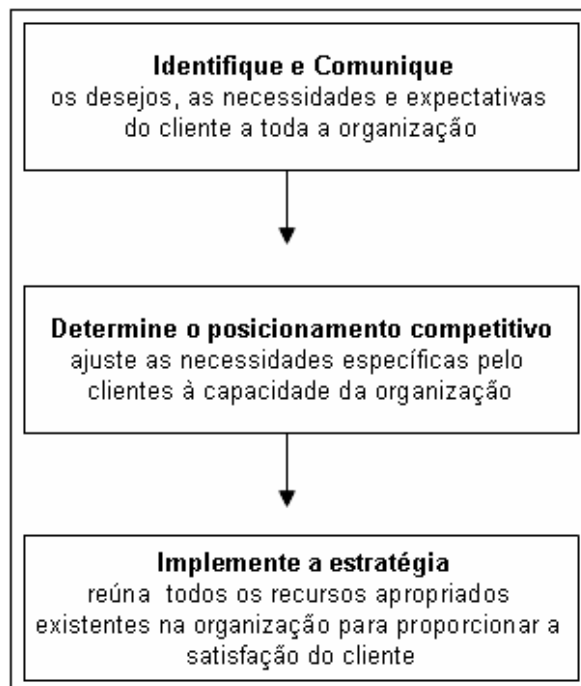 Identifique e Comunique
os desejos, as necessidades e expectativas
do cliente a toda a organização
Determine o posicionamento competitivo
ajuste as necessidades específicas pelo
clientes à capacidade da organização
Implemente a estratégia
reúna todos os recursos apropriados
existentes na organização para proporcionar a
satisfação do cliente